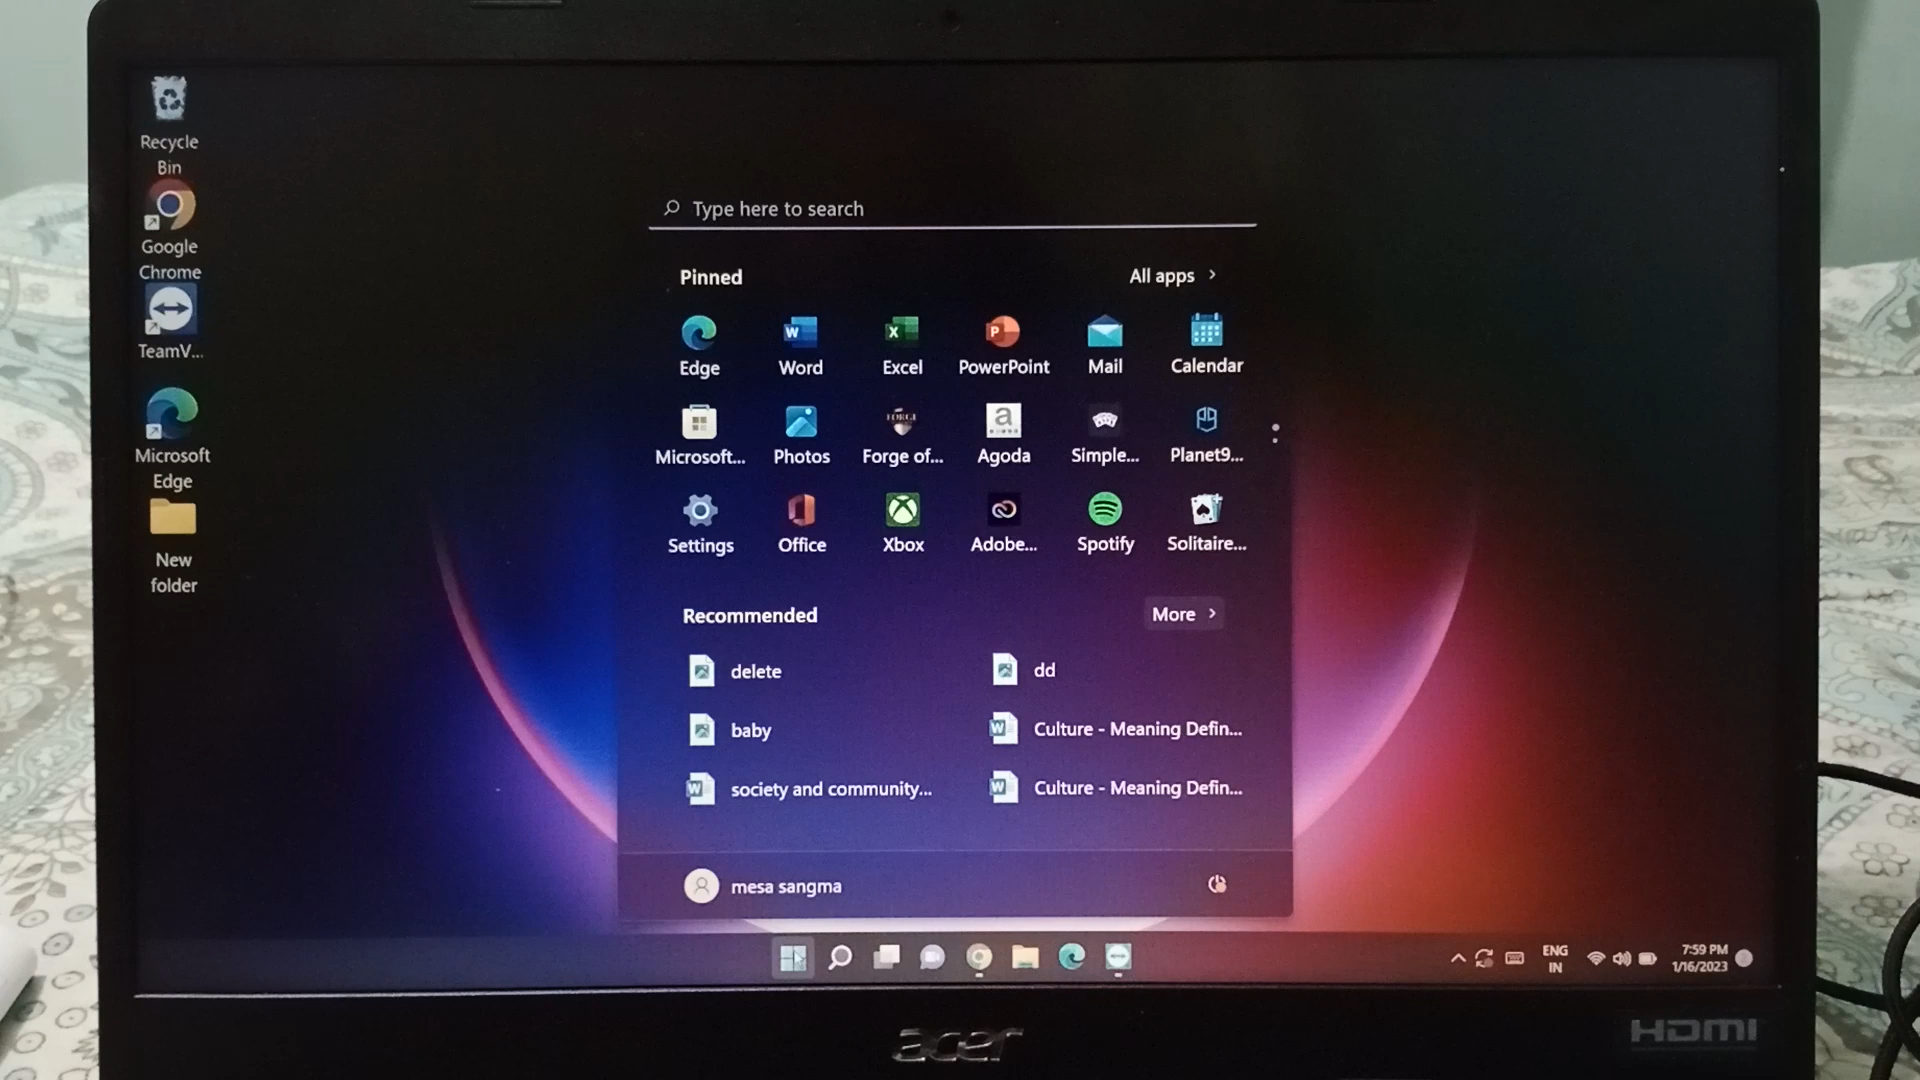 Recycle
Bin
Google
Chrome
TeamV...
Microsoft
Edge
New
folder
Type here to search
Pinned
All apps
Edge
Word
Excel
PowerPoint
Mail
Calendar
Microsoft...
Photos
Forge of...
Agoda
Simple...
Planet9...
Settings
Office
Xbox
Adobe...
Spotify
Solitaire...
Recommended
More
delete
dd
baby
Culture - Meaning Defin...
society and community...
Culture - Meaning Defin...
mesa sangma
ENG
IN
7:59 PM
1/16/2023
acer
HDMI